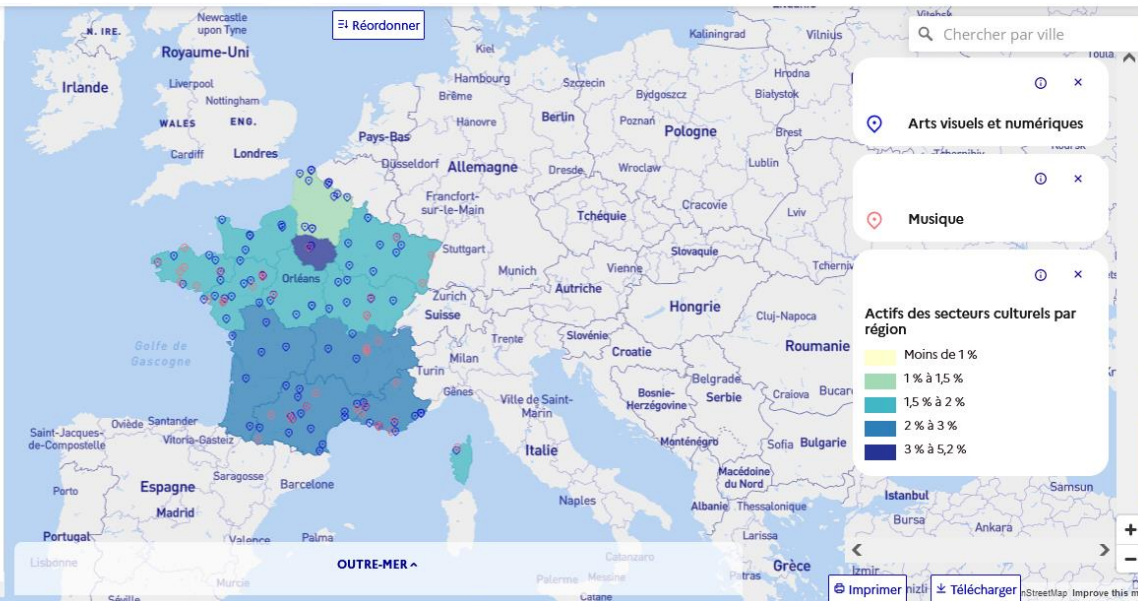 Réordonner
Chercher par ville
Arts visuels et numériques
Musique
Actifs des secteurs culturels par
région
Moins de 1 %
1 % à 1,5 %
1,5 % à 2 %
2 % à 3 %
3 % à 5,2 %
N. IRE.
Newcastle
upon Tyne
Royaume-Uni
Irlande
Liverpool
Nottingham
WALES
ENG.
Cardiff
Londres
Kaliningrad
Vilnius
Vitebsk
Kiel
Hambourg
Brême
Szczecin
Bydgoszcz
Hrodna
Białystok
Hanovre
Berlin
Poznań
Pologne
Brest
Pays-Bas
Düsseldorf
Allemagne
Dresde
Wroclaw
Lublin
Francfort-
sur-le-Main
Tchéquie
Cracovie
Lviv
Stuttgart
Slovaquie
Munich
Vienne
Orléans
Zurich
Suisse
Autriche
Hongrie
Cluj-Napoca
Trente
Slovénie
Milan
Croatie
Roumanie
Golfe de
Gascogne
Turin
Gênes
Ville de Saint-
Marin
Bosnie-
Herzégovine
Belgrade
Serbie
Craiova
Saint-Jacques-
de-Compostelle
Oviède
Santander
Vitoria-Gasteiz
Italie
Monténégro
Sofia
Bulgarie
Saragosse
Barcelone
Macédoine
du Nord
Porto
Espagne
Madrid
Naples
Albanie
Thessalonique
Istanbul
Samsun
Bursa
Ankara
Portugal
Valence
Palma
Larissa
Lisbonne
OUTRE-MER
Catanzaro
Grèce
Izmir
Murcie
Palerme
Messine
Patras
Séville
Catane
Imprimer
Télécharger
nStreetMap Improve this m